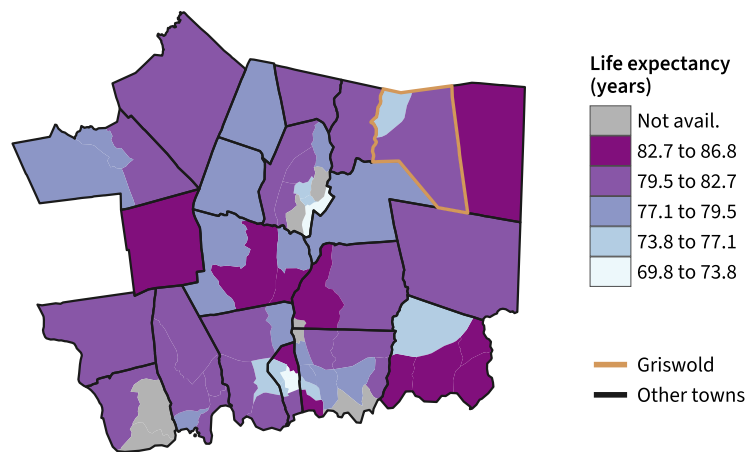 Life expectancy
(years)
Not avail.
82.7 to 86.8
79.5 to 82.7
77.1 to 79.5
73.8 to 77.1
69.8 to 73.8
Griswold
Other towns